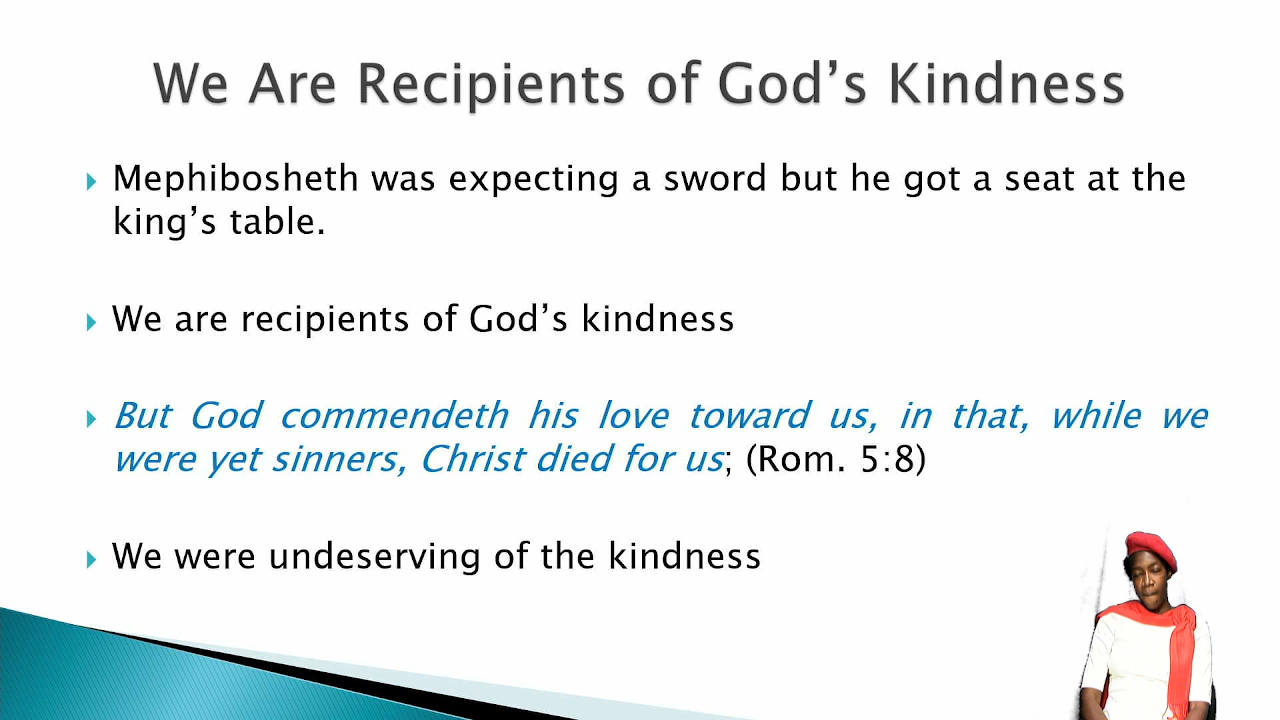 We Are Recipients of God’s Kindness
Mephibosheth was expecting a sword but he got a seat at the
king’s table.
We are recipients of God’s kindness
But God commendeth his love toward us, in that, while we
were yet sinners, Christ died for us; (Rom. 5:8)
We were undeserving of the kindness